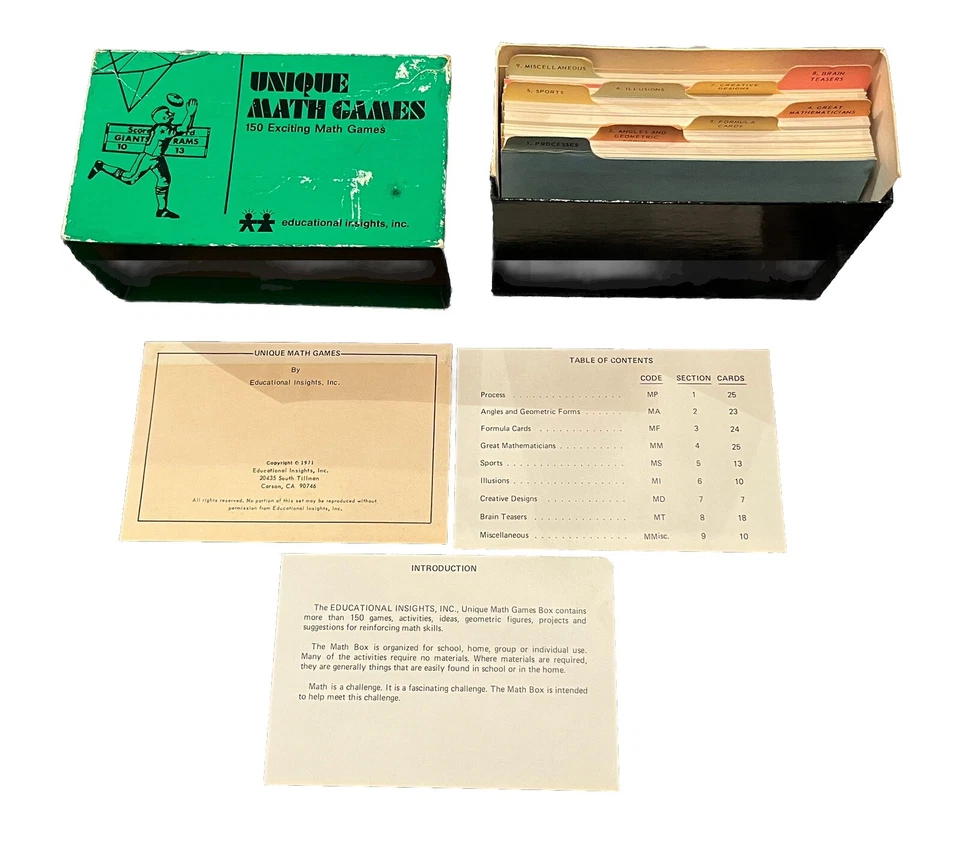 UNIQUE
MATH GAMES
150 Exciting Math Games
GIANTS RAMS
10 13
educational insights, inc.
9. MISCELLANEOUS
8. BRAIN
TEASERS
5. SPORTS
6. ILLUSIONS
7. CREATIVE
DESIGNS
4. GREAT
MATHEMATICIANS
3. FORMULA
CARDS
2. ANGLES AND
GEOMETRIC
1. PROCESSES
UNIQUE MATH GAMES
By
Educational Insights, Inc.
Copyright © 1971
Educational Insights, Inc.
20435 South Tillman
Carson, CA 90746
All rights reserved. No portion of this set may be reproduced without
permission from Educational Insights, Inc.
TABLE OF CONTENTS
CODE SECTION CARDS
Process . . . . . . . . . . . . . . . . MP 1 25
Angles and Geometric Forms . . . . . . MA 2 23
Formula Cards . . . . . . . . . . . . MF 3 24
Great Mathematicians . . . . . . . . . MM 4 25
Sports . . . . . . . . . . . . . . . . MS 5 13
Illusions . . . . . . . . . . . . . . . MI 6 10
Creative Designs . . . . . . . . . . . MD 7 7
Brain Teasers . . . . . . . . . . . . . MT 8 18
Miscellaneous . . . . . . . . . . . . . MMisc. 9 10
INTRODUCTION
The EDUCATIONAL INSIGHTS, INC., Unique Math Games Box contains
more than 150 games, activities, ideas, geometric figures, projects and
suggestions for reinforcing math skills.
The Math Box is organized for school, home, group or individual use.
Many of the activities require no materials. Where materials are required,
they are generally things that are easily found in school or in the home.
Math is a challenge. It is a fascinating challenge. The Math Box is intended
to help meet this challenge.